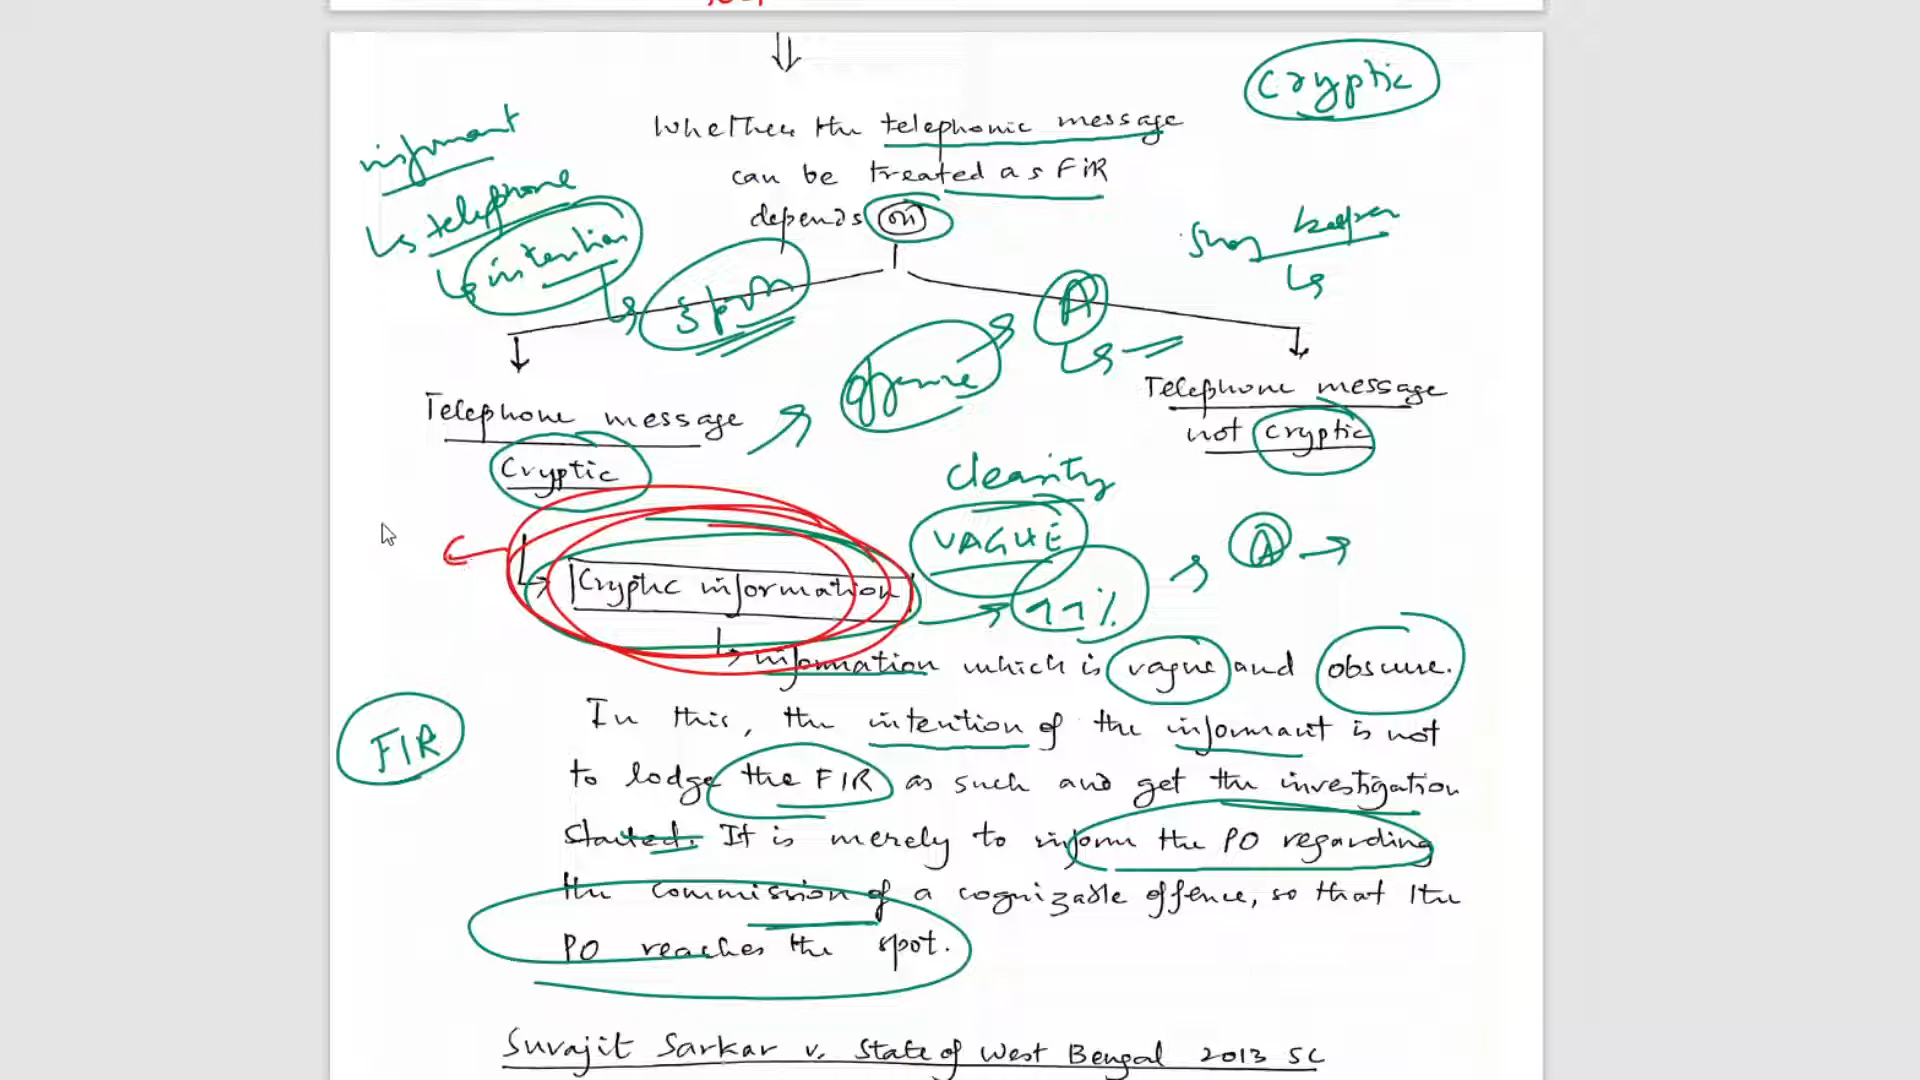 Cryptic
Whether the telephonic message
can be treated as FIR
depends on
informant
telephone
intention
spot
offence
A
keeper
Telephone message
Cryptic
Telephone message
not Cryptic
clearity
VAGUE
99%
A
Cryptic information
information which is vague and obscure.
FIR
In this, the intention of the informant is not
to lodge the FIR as such and get the investigation
started. It is merely to inform the PO regarding
the commission of a cognizable offence, so that the
PO reaches the spot.
Suvajit Sarkar v. State of West Bengal 2013 SC